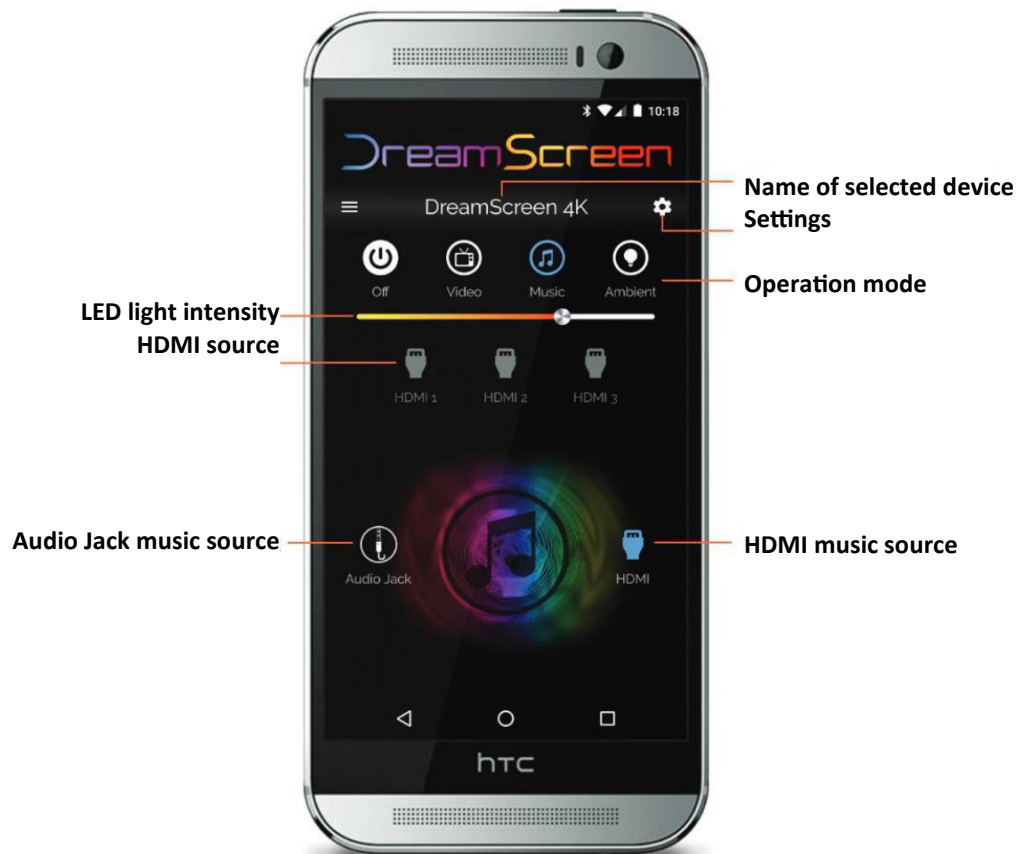 10:18
DreamScreen
DreamScreen 4K
Name of selected device
Settings
Off Video Music Ambient
Operation mode
LED light intensity
HDMI source
HDMI 1 HDMI 2 HDMI 3
Audio Jack music source
Audio Jack
HDMI
HDMI music source
hTC